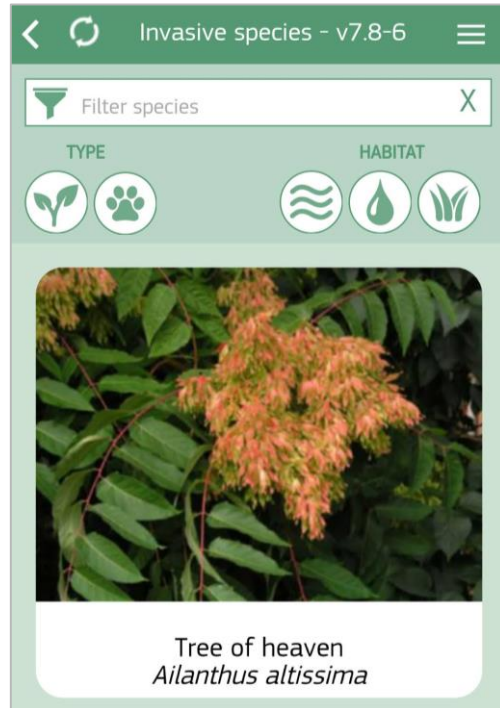 Invasive species - v7.8-6
Filter species X
TYPE HABITAT
Tree of heaven
Ailanthus altissima